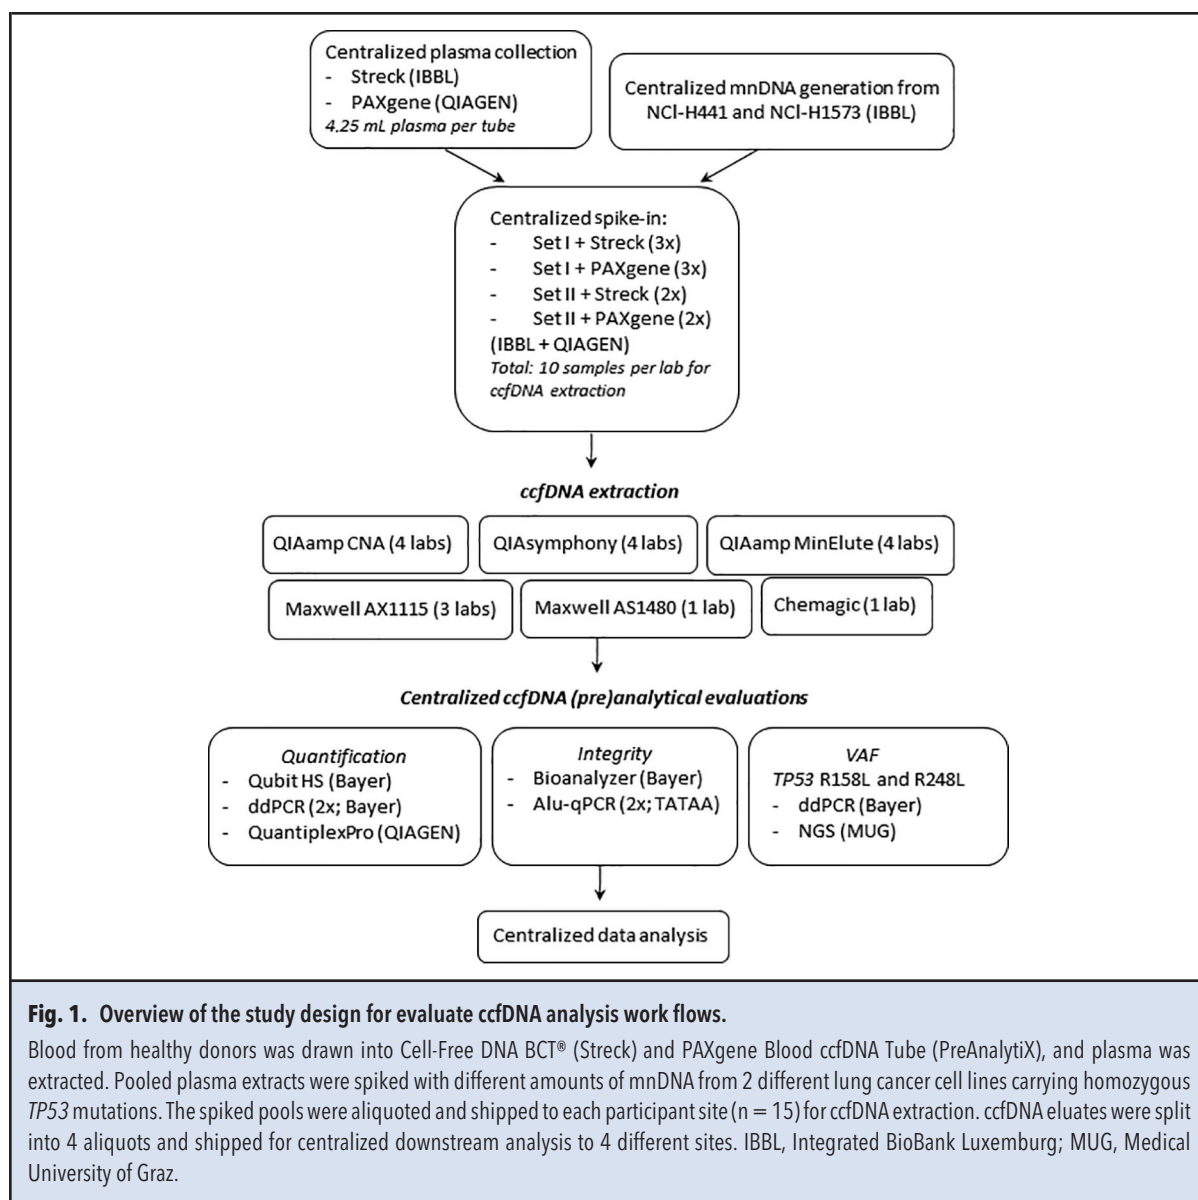 Centralized plasma collection
- Streck (IBBL)
- PAXgene (QIAGEN)
4,25 mL plasma per tube
Centralized mnDNA generation from
NCI-H441 and NCI-H1573 (IBBL)
Centralized spike-in:
- Set I + Streck (3x)
- Set I + PAXgene (3x)
- Set II + Streck (2x)
- Set II + PAXgene (2x)
(IBBL + QIAGEN)
Total: 10 samples per lab for
ccfDNA extraction
ccfDNA extraction
QIAamp CNA (4 labs)
QIAsymphony (4 labs)
QIAamp MinElute (4 labs)
Maxwell AX1115 (3 labs)
Maxwell AS1480 (1 lab)
Chemagic (1 lab)
Centralized ccfDNA (pre)analytical evaluations
Quantification
- Qubit HS (Bayer)
- ddPCR (2x; Bayer)
- QuantiplexPro (QIAGEN)
Integrity
- Bioanalyzer (Bayer)
- Alu-qPCR (2x; TATAA)
VAF
TP53 R158L and R248L
- ddPCR (Bayer)
- NGS (MUG)
Centralized data analysis
Fig. 1. Overview of the study design for evaluate ccfDNA analysis work flows.
Blood from healthy donors was drawn into Cell-Free DNA BCT® (Streck) and PAXgene Blood ccfDNA Tube (PreAnalytiX), and plasma was
extracted. Pooled plasma extracts were spiked with different amounts of mnDNA from 2 different lung cancer cell lines carrying homozygous
TP53 mutations. The spiked pools were aliquoted and shipped to each participant site (n = 15) for ccfDNA extraction. ccfDNA eluates were split
into 4 aliquots and shipped for centralized downstream analysis to 4 different sites. IBBL, Integrated BioBank Luxemburg; MUG, Medical
University of Graz.